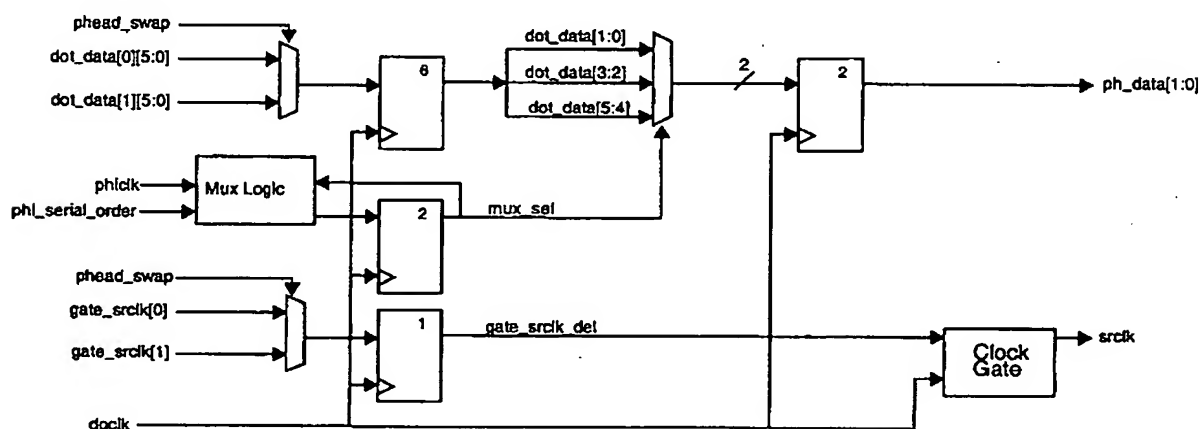 phead_swap
dot_data[0][5:0]
dot_data[1][5:0]
6
dot_data[1:0]
dot_data[3:2]
dot_data[5:4]
2
2
ph_data[1:0]
phiclk
phi_serial_order
Mux Logic
2
mux_sel
phead_swap
gate_srclk[0]
gate_srclk[1]
1
gate_srclk_del
Clock
Gate
srclk
doclk